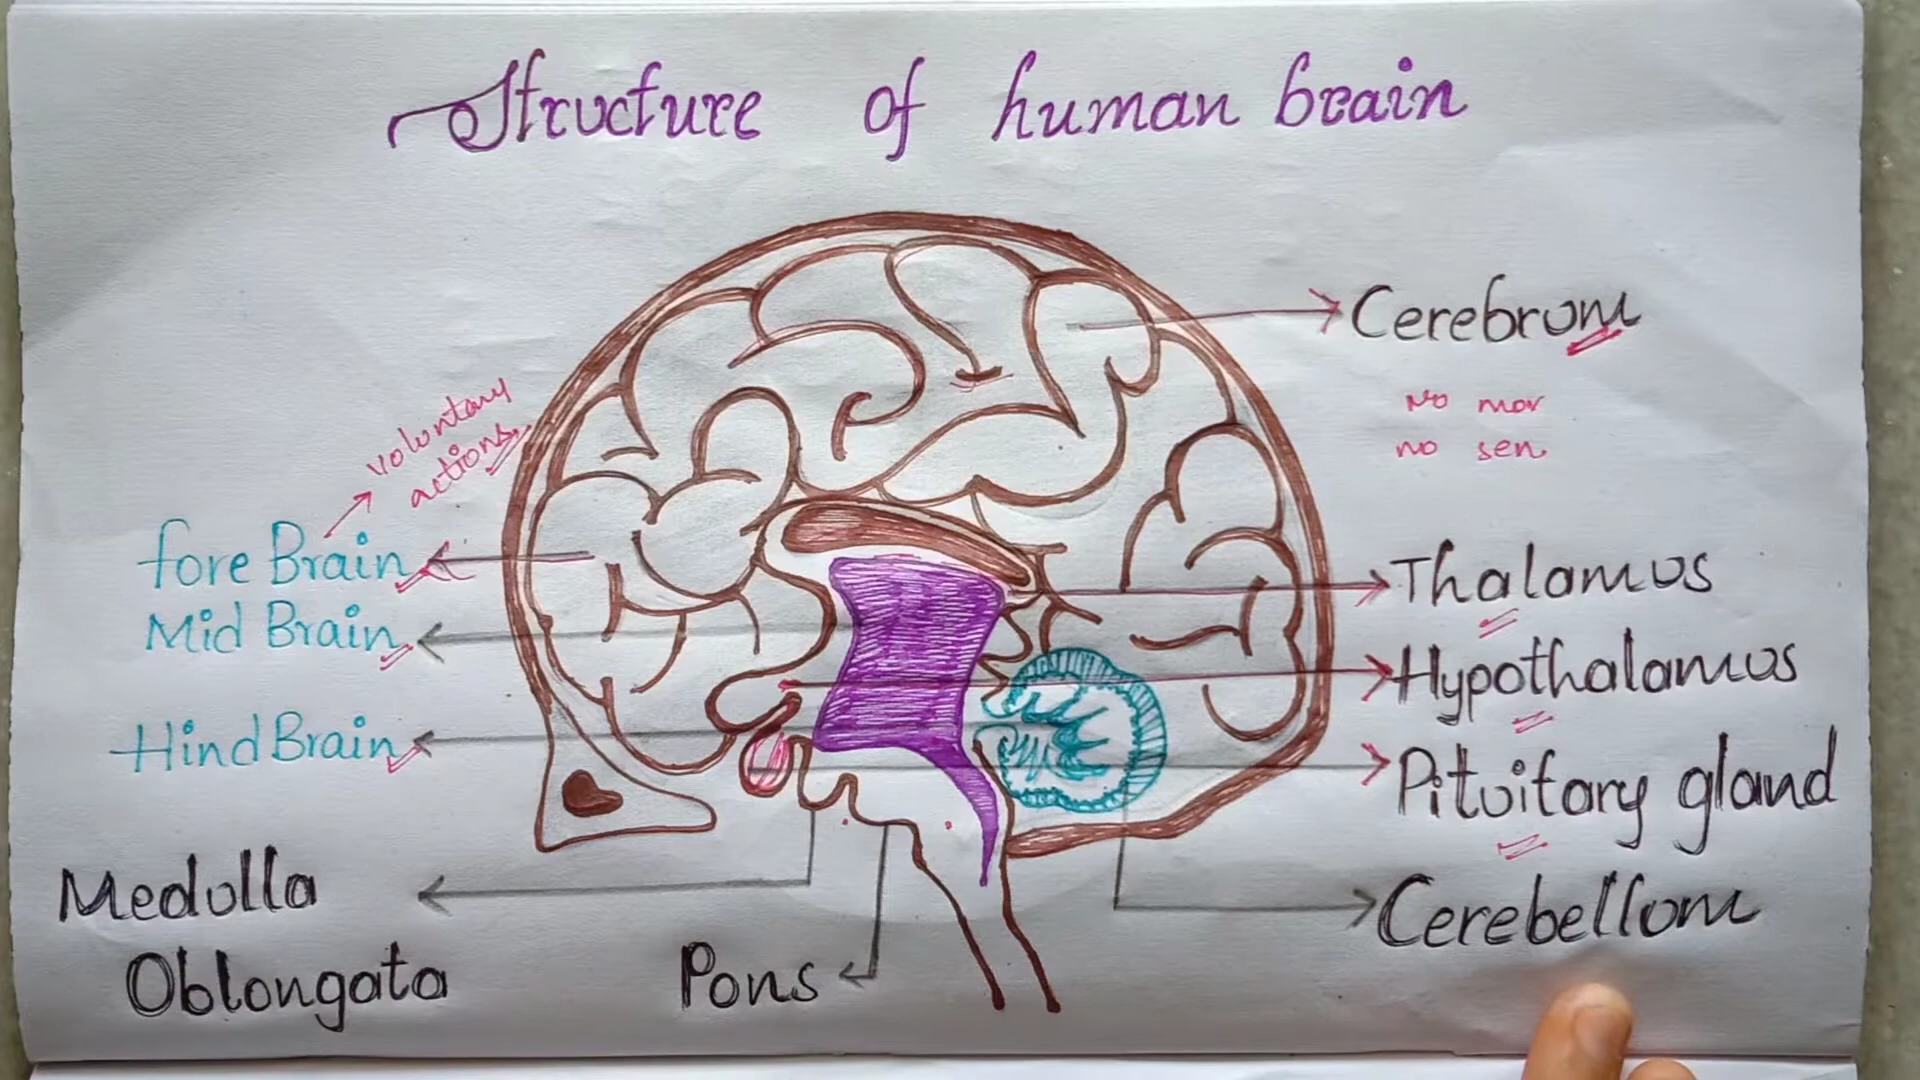 Structure of human brain
Cerebrum
No mov
no sen
voluntary
actions
fore Brain
Mid Brain
Hind Brain
Thalamus
Hypothalamus
Pituitary gland
Cerebellum
Medulla
Oblongata
Pons